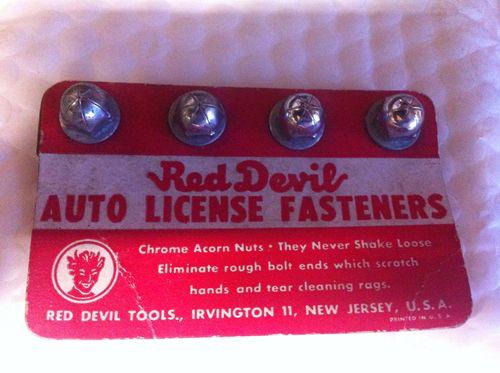 Red Devil
AUTO LICENSE FASTENERS
Chrome Acorn Nuts • They Never Shake Loose
Eliminate rough bolt ends which scratch
hands and tear cleaning rags.
RED DEVIL TOOLS., IRVINGTON 11, NEW JERSEY, U.S.A.
PRINTED IN U.S.A.